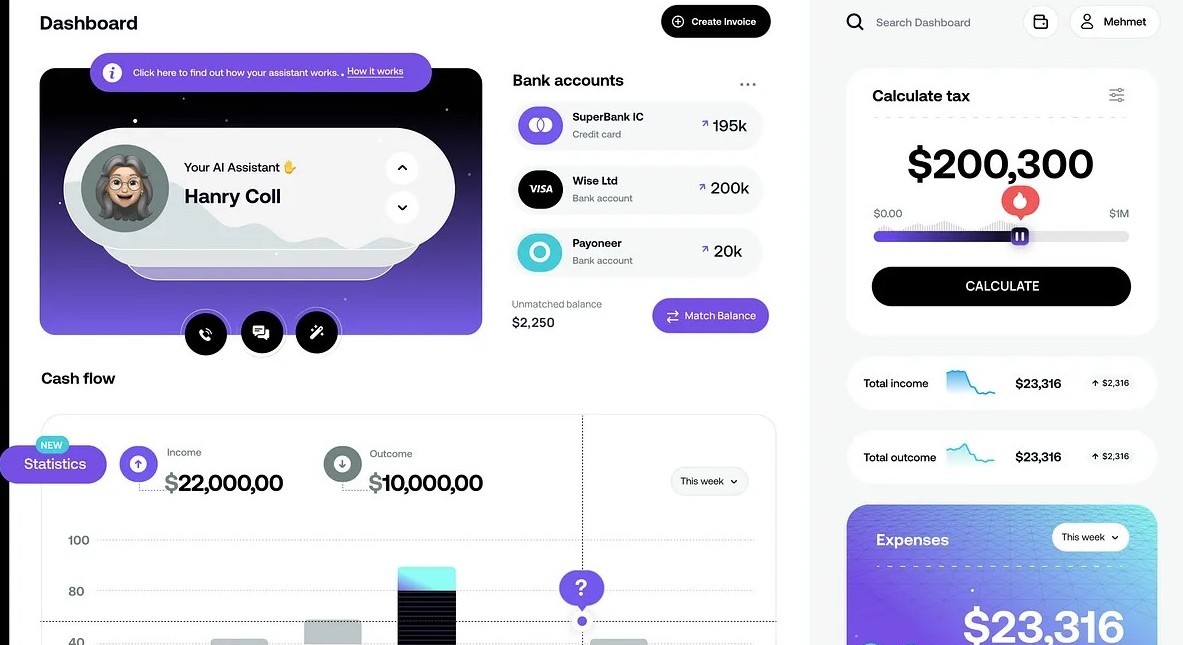 Dashboard
Create Invoice
Search Dashboard
Mehmet
Click here to find out how your assistant works. . How it works
Your AI Assistant 🤚
Hanry Coll
Bank accounts
...
SuperBank IC
Credit card
195k
VISA
Wise Ltd
Bank account
200k
Payoneer
Bank account
20k
Unmatched balance
$2,250
Match Balance
Calculate tax
$200,300
$0.00
$1M
CALCULATE
Total income
$23,316
$2,316
Total outcome
$23,316
$2,316
Cash flow
NEW
Statistics
Income
$22,000,00
Outcome
$10,000,00
This week
100
80
40
?
Expenses
This week
$23,316